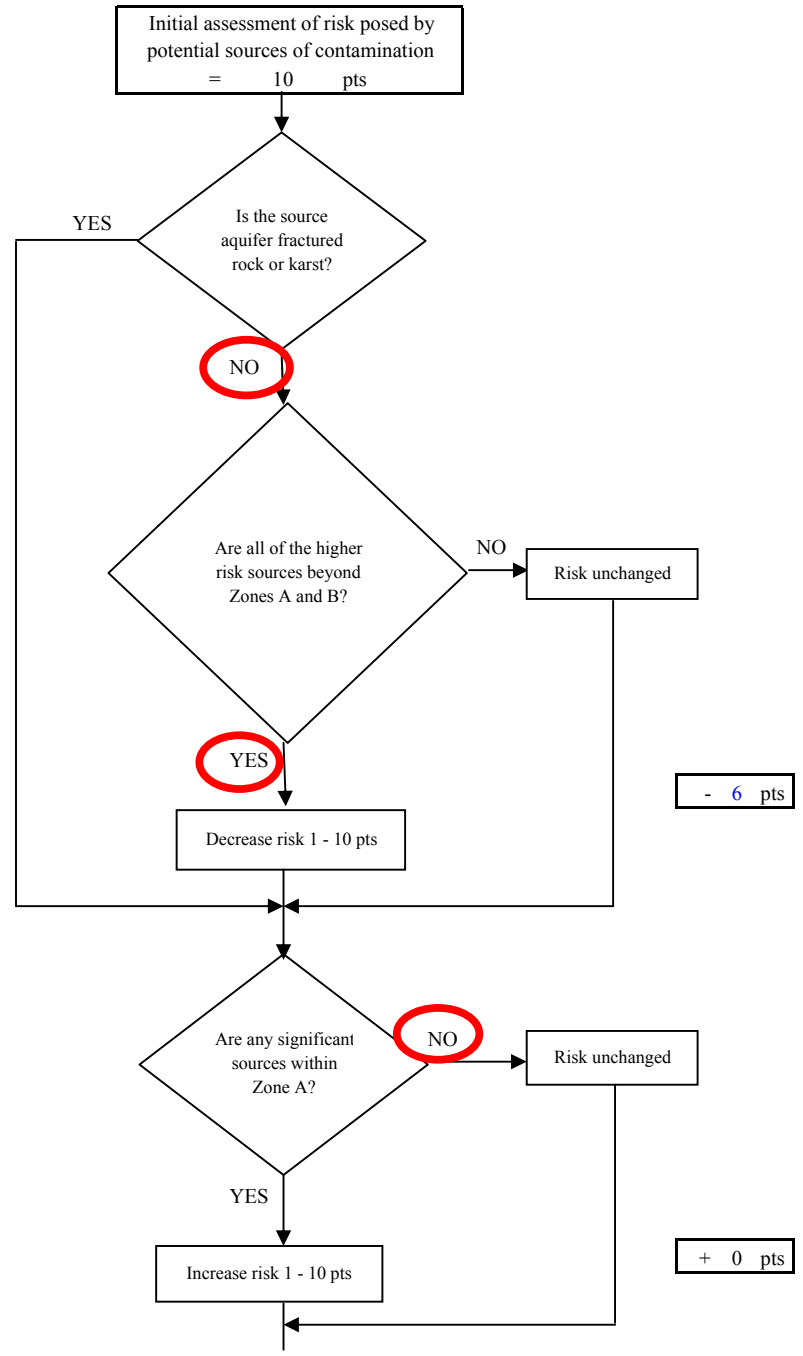 Initial assessment of risk posed by
potential sources of contamination
= 10 pts
YES
Is the source
aquifer fractured
rock or karst?
NO
Are all of the higher
risk sources beyond
Zones A and B?
NO
Risk unchanged
YES
- 6 pts
Decrease risk 1 - 10 pts
Are any significant
sources within
Zone A?
NO
Risk unchanged
YES
+ 0 pts
Increase risk 1 - 10 pts